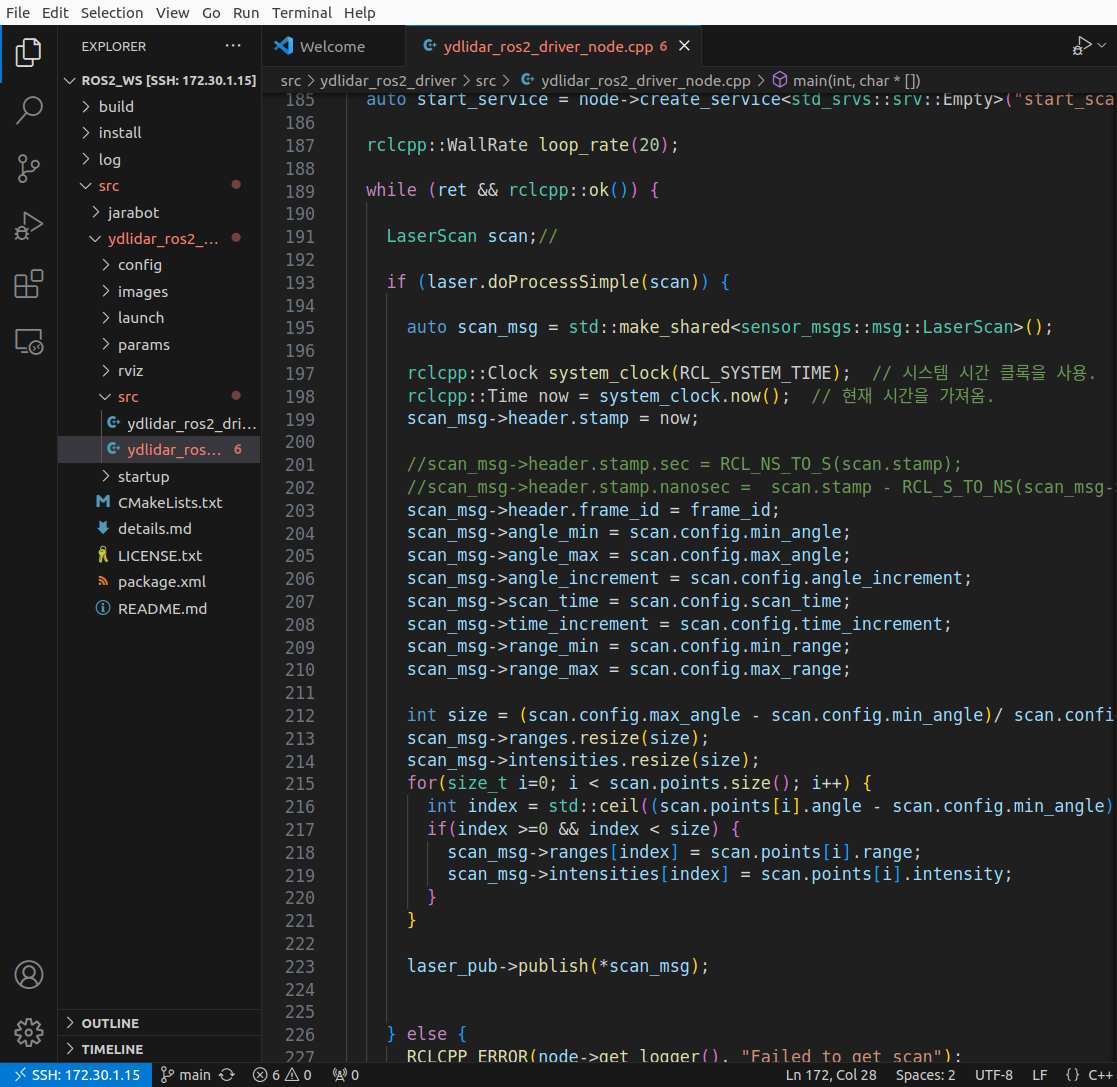 File Edit Selection View Go Run Terminal Help
EXPLORER
Welcome
ydlidar_ros2_driver_node.cpp 6
ROS2_WS [SSH: 172.30.1.15]
build
install
log
src
jarabot
ydlidar_ros2_...
config
images
launch
params
rviz
src
ydlidar_ros2_dri...
ydlidar_ros... 6
startup
CMakeLists.txt
details.md
LICENSE.txt
package.xml
README.md
OUTLINE
TIMELINE
src > ydlidar_ros2_driver > src > ydlidar_ros2_driver_node.cpp > main(int, char * [])
185 auto start_service = node->create_service<std_srvs::srv::Empty>("start_sca
186
187 rclcpp::WallRate loop_rate(20);
188
189 while (ret && rclcpp::ok()) {
190
191 LaserScan scan;//
192
193 if (laser.doProcessSimple(scan)) {
194
195 auto scan_msg = std::make_shared<sensor_msgs::msg::LaserScan>();
196
197 rclcpp::Clock system_clock(RCL_SYSTEM_TIME);  // 시스템 시간 클록을 사용.
198 rclcpp::Time now = system_clock.now();  // 현재 시간을 가져옴.
199 scan_msg->header.stamp = now;
200
201 //scan_msg->header.stamp.sec = RCL_NS_TO_S(scan.stamp);
202 //scan_msg->header.stamp.nanosec =  scan.stamp - RCL_S_TO_NS(scan_msg-
203 scan_msg->header.frame_id = frame_id;
204 scan_msg->angle_min = scan.config.min_angle;
205 scan_msg->angle_max = scan.config.max_angle;
206 scan_msg->angle_increment = scan.config.angle_increment;
207 scan_msg->scan_time = scan.config.scan_time;
208 scan_msg->time_increment = scan.config.time_increment;
209 scan_msg->range_min = scan.config.min_range;
210 scan_msg->range_max = scan.config.max_range;
211
212 int size = (scan.config.max_angle - scan.config.min_angle)/ scan.confi
213 scan_msg->ranges.resize(size);
214 scan_msg->intensities.resize(size);
215 for(size_t i=0; i < scan.points.size(); i++) {
216 int index = std::ceil((scan.points[i].angle - scan.config.min_angle)
217 if(index >=0 && index < size) {
218 scan_msg->ranges[index] = scan.points[i].range;
219 scan_msg->intensities[index] = scan.points[i].intensity;
220 }
221 }
222
223 laser_pub->publish(*scan_msg);
224
225
226 } else {
227 RCLCPP_ERROR(node->get_logger(), "Failed to get scan");
SSH: 172.30.1.15 main 6 0 0 Ln 172, Col 28 Spaces: 2 UTF-8 LF {} C++